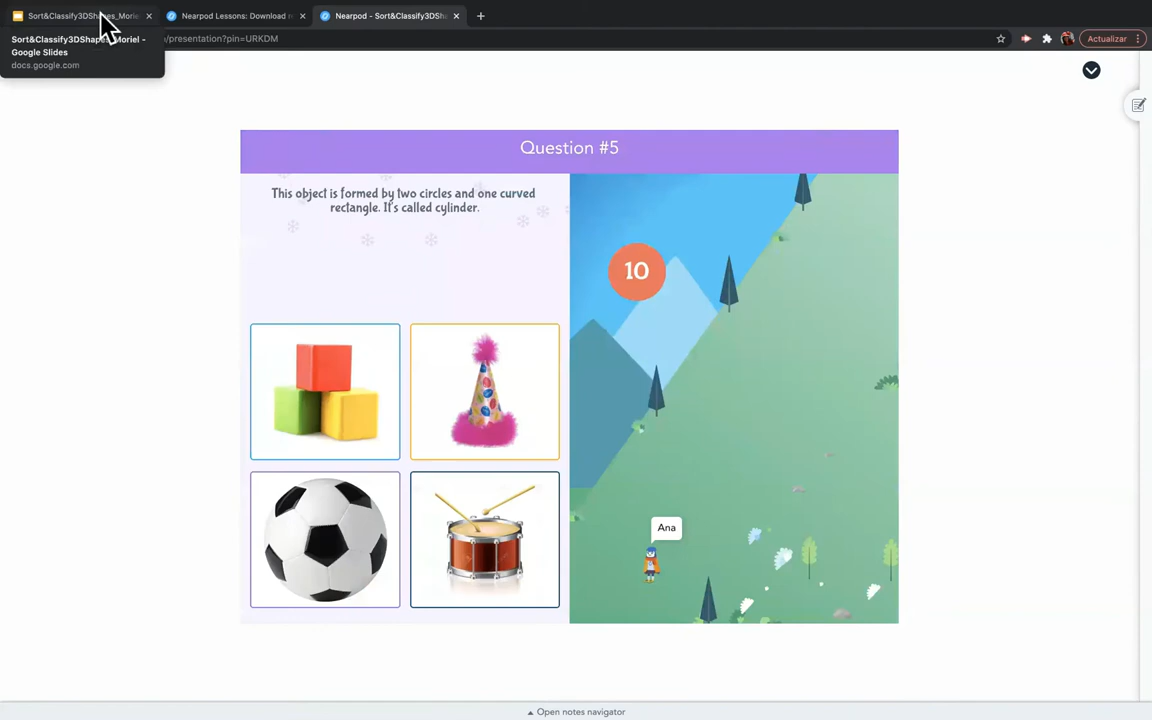 Sort&Classify3DShapes_Morie
Nearpod Lessons: Download r
Nearpod - Sort&Classify3DSh
/presentation?pin=URKDM
Actualizar
Sort&Classify3DShapes_Moriel -
Google Slides
docs.google.com
Question #5
This object is formed by two circles and one curved
rectangle. It's called cylinder.
10
Ana
Open notes navigator